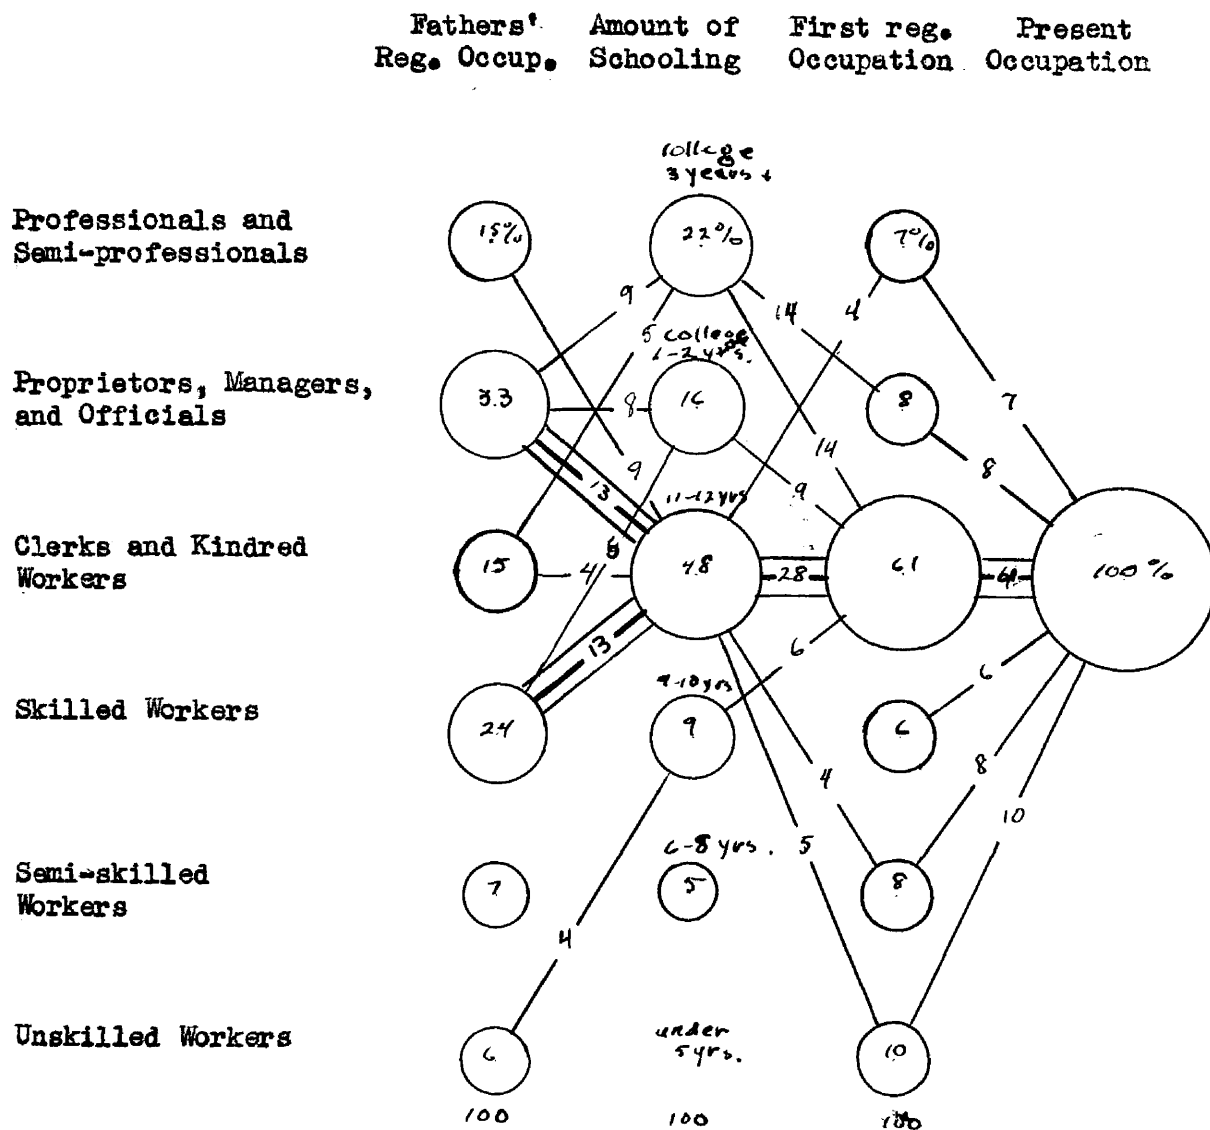 Fathers' Amount of First reg. Present
Reg. Occup. Schooling Occupation Occupation
college
3 years +
Professionals and
Semi-professionals
15% 22% 7%
9 14 4
5 college
1-2 yrs.
Proprietors, Managers,
and Officials
33 8 16 8 7
9 13 14 9 8
11-12 yrs
Clerks and Kindred
Workers
15 4 48 28 61 61 100%
13 6 6
9-10 yrs
Skilled Workers
24 9 6
4 8
10
6-8 yrs. 5
Semi-skilled
Workers
7 5 8
4
Unskilled Workers
under
5 yrs.
6 10
100 100 100